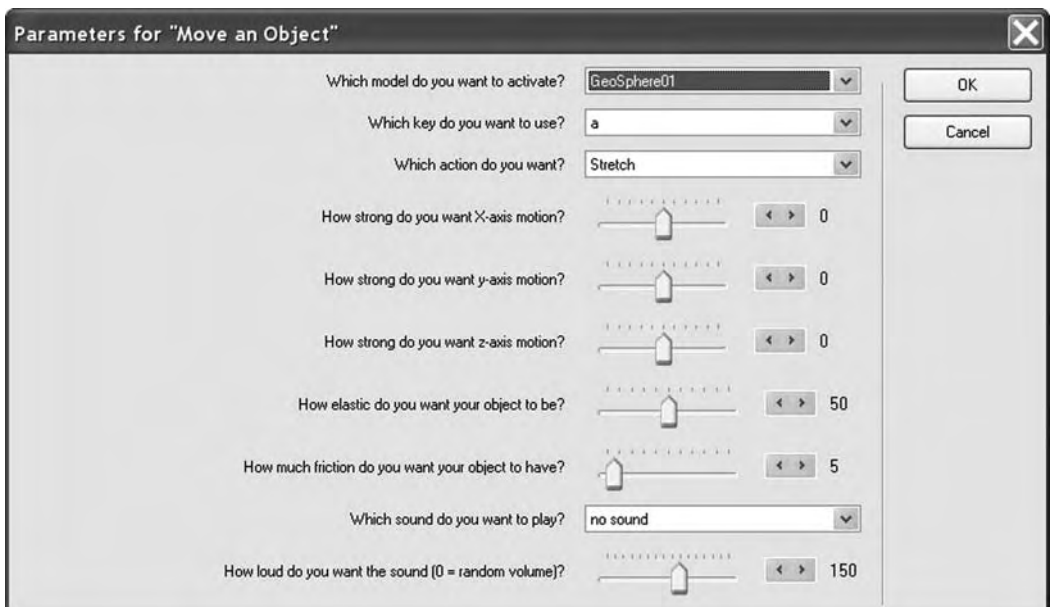 Parameters for "Move an Object"
Which model do you want to activate? GeoSphere01
OK
Which key do you want to use? a
Cancel
Which action do you want? Stretch
How strong do you want X-axis motion? 0
How strong do you want y-axis motion? 0
How strong do you want z-axis motion? 0
How elastic do you want your object to be? 50
How much friction do you want your object to have? 5
Which sound do you want to play? no sound
How loud do you want the sound (0 = random volume)? 150